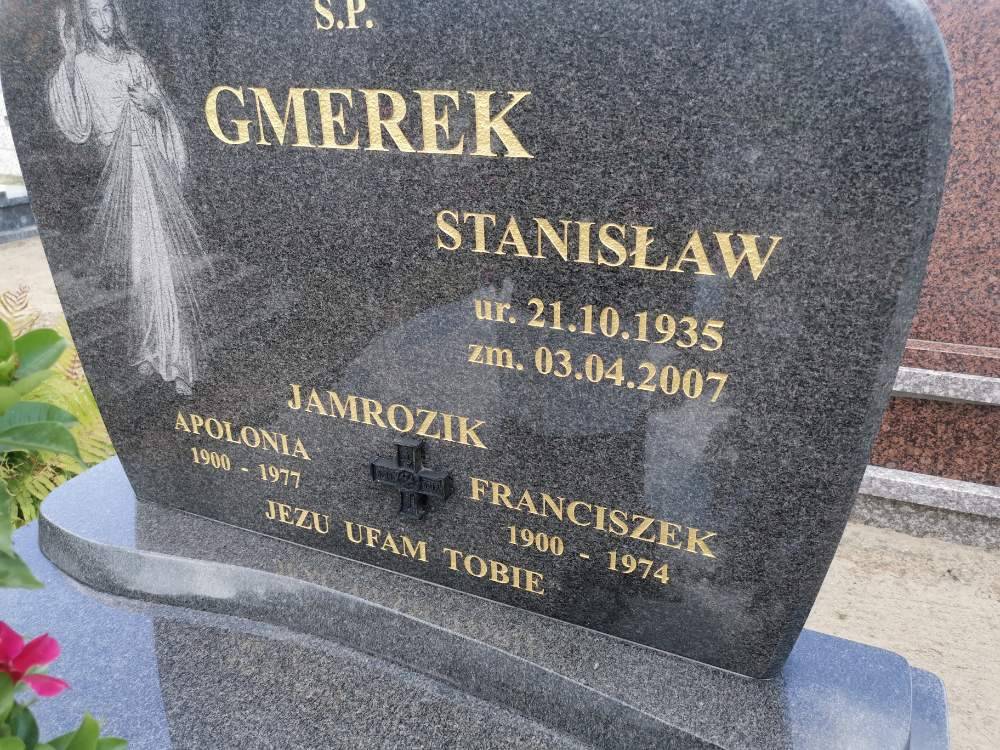 Ś.P.
GMEREK
STANISŁAW
ur. 21.10.1935
zm. 03.04.2007
JAMROZIK
APOLONIA
1900 - 1977
FRANCISZEK
1900 - 1974
JEZU UFAM TOBIE